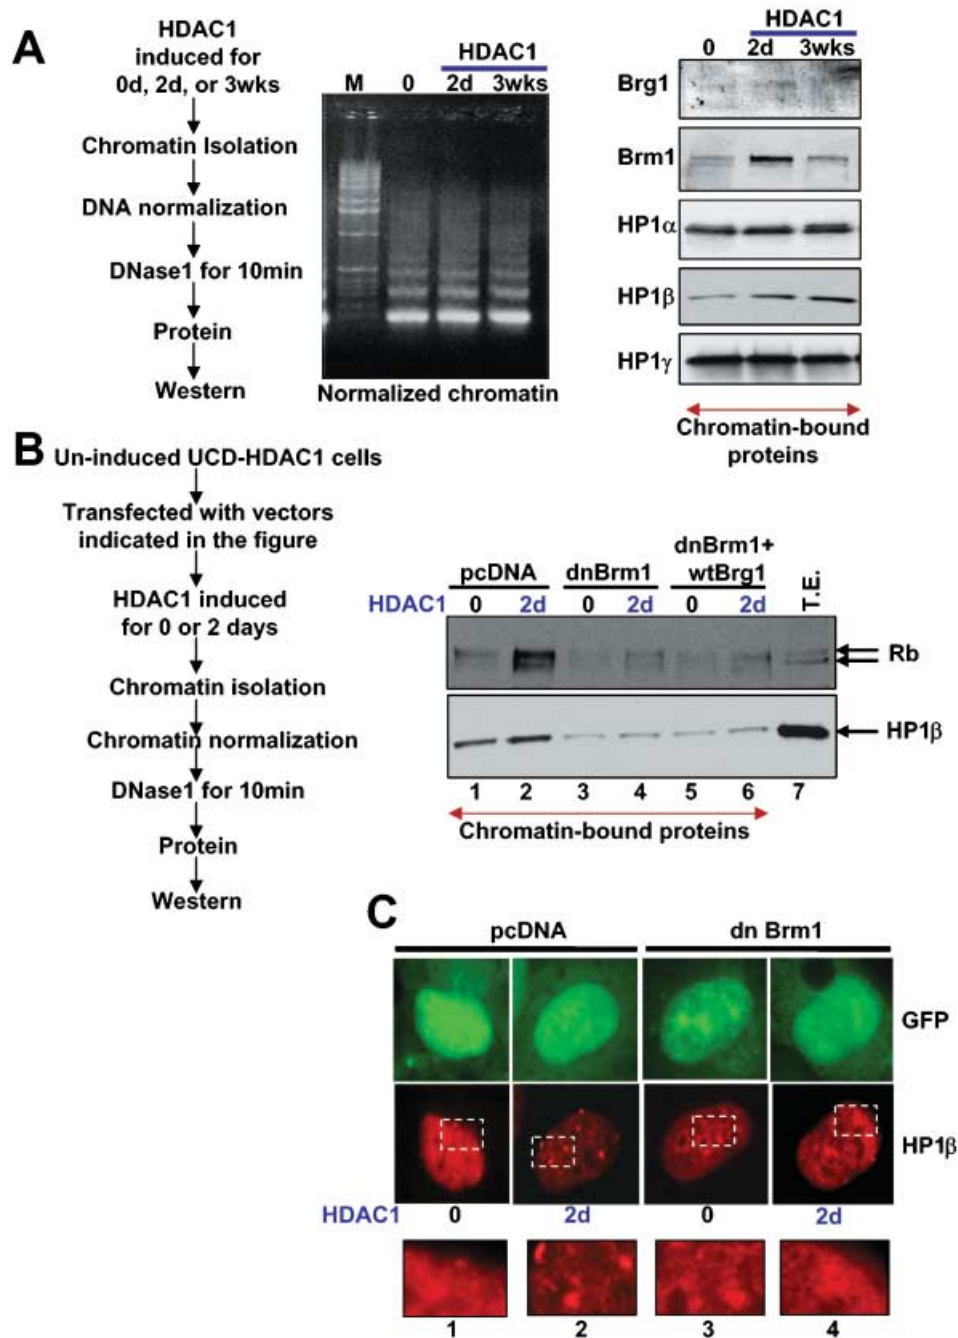 A
HDAC1
induced for
0d, 2d, or 3wks
Chromatin Isolation
DNA normalization
DNase1 for 10min
Protein
Western
HDAC1
M 0 2d 3wks
Normalized chromatin
HDAC1
0 2d 3wks
Brg1
Brm1
HP1α
HP1β
HP1γ
Chromatin-bound
proteins
B
Un-induced UCD-HDAC1 cells
Transfected with vectors
indicated in the figure
HDAC1 induced
for 0 or 2 days
Chromatin isolation
Chromatin normalization
DNase1 for 10min
Protein
Western
pcDNA dnBrm1 dnBrm1+
wtBrg1 T.E.
HDAC1 0 2d 0 2d 0 2d
Rb
HP1β
1 2 3 4 5 6 7
Chromatin-bound proteins
C
pcDNA dn Brm1
GFP
HP1β
HDAC1 0 2d 0 2d
1 2 3 4